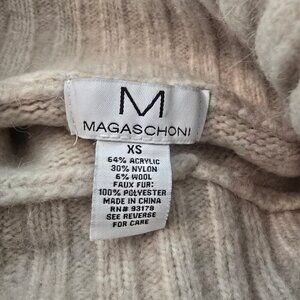 M
MAGASCHONI
XS
64% ACRYLIC
30% NYLON
6% WOOL
FAUX FUR:
100% POLYESTER
MADE IN CHINA
RN# 93178
SEE REVERSE
FOR CARE